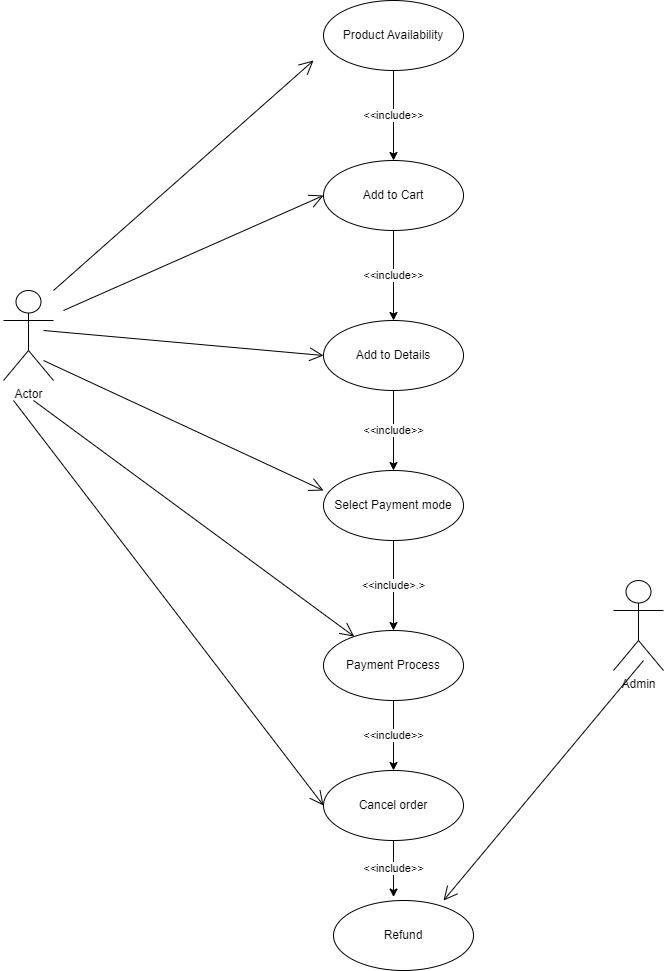 Product Availability
<<include>>
Add to Cart
<<include>>
Add to Details
Actor
<<include>>
Select Payment mode
<<include>.>
Payment Process
Admin
<<include>>
Cancel order
<<include>>
Refund